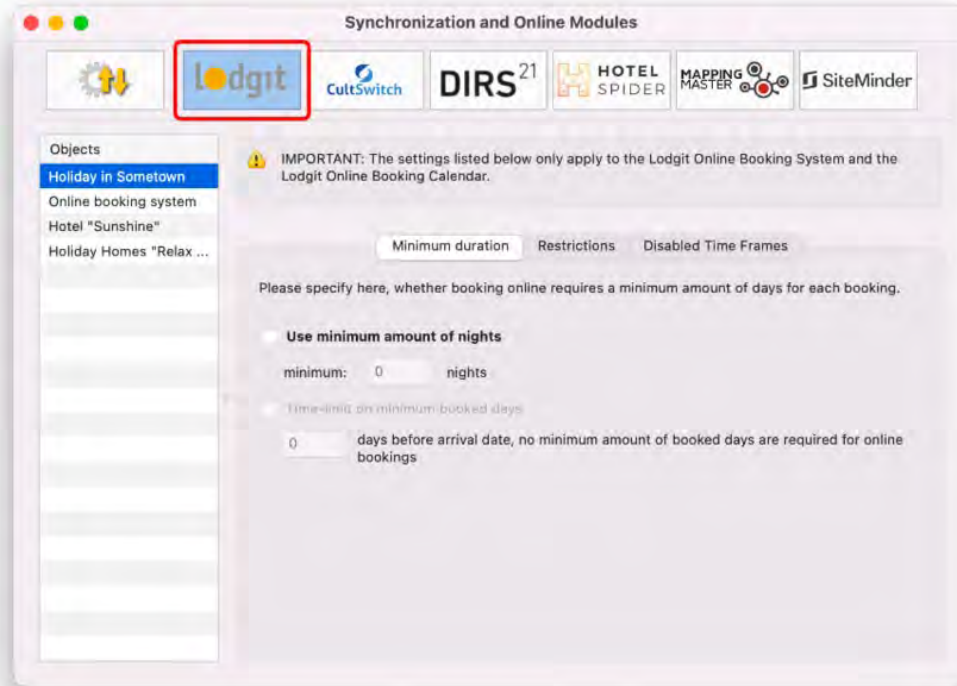 Synchronization and Online Modules
lodgit
CultSwitch
DIRS21
HOTEL
SPIDER
MAPPING
MASTER
SiteMinder
Objects
Holiday in Sometown
Online booking system
Hotel "Sunshine"
Holiday Homes "Relax ...
IMPORTANT: The settings listed below only apply to the Lodgit Online Booking System and the
Lodgit Online Booking Calendar.
Minimum duration Restrictions Disabled Time Frames
Please specify here, whether booking online requires a minimum amount of days for each booking.
Use minimum amount of nights
minimum: 0 nights
Time-limit on minimum booked days
0 days before arrival date, no minimum amount of booked days are required for online
bookings